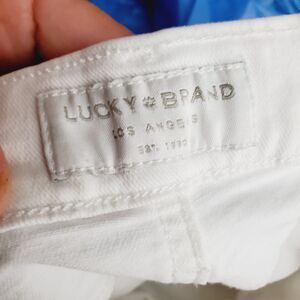 LUCKY BRAND
LOS ANGELES
EST. 1990